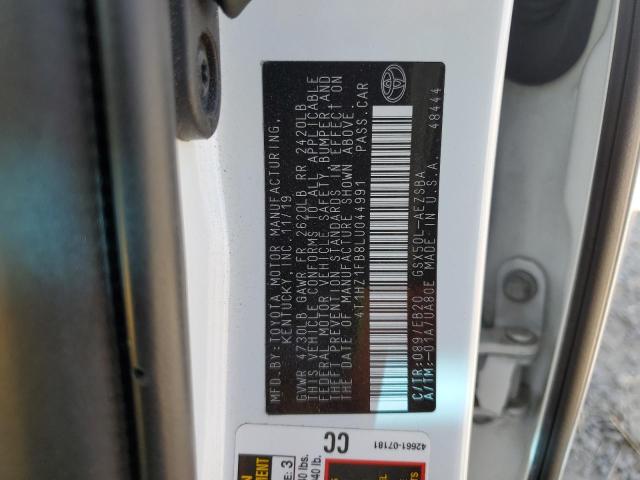 MFD. BY:TOYOTA MOTOR MANUFACTURING,
KENTUCKY, INC. 11/19
GVWR 4730LB GAWR FR 2620LB RR 2420LB
THIS VEHICLE CONFORMS TO ALL APPLICABLE
FEDERAL MOTOR VEHICLE SAFETY, BUMPER AND
THEFT PREVENTION STANDARDS IN EFFECT ON
THE DATE OF MANUFACTURE SHOWN ABOVE.
4T1HZ1FB8LU044991 PASS.CAR
C/TR:089/EB20 GSX50L-AEZSBA
A/TM:-01A/UA80E MADE IN U.S.A. 48444
CC
42661-07181